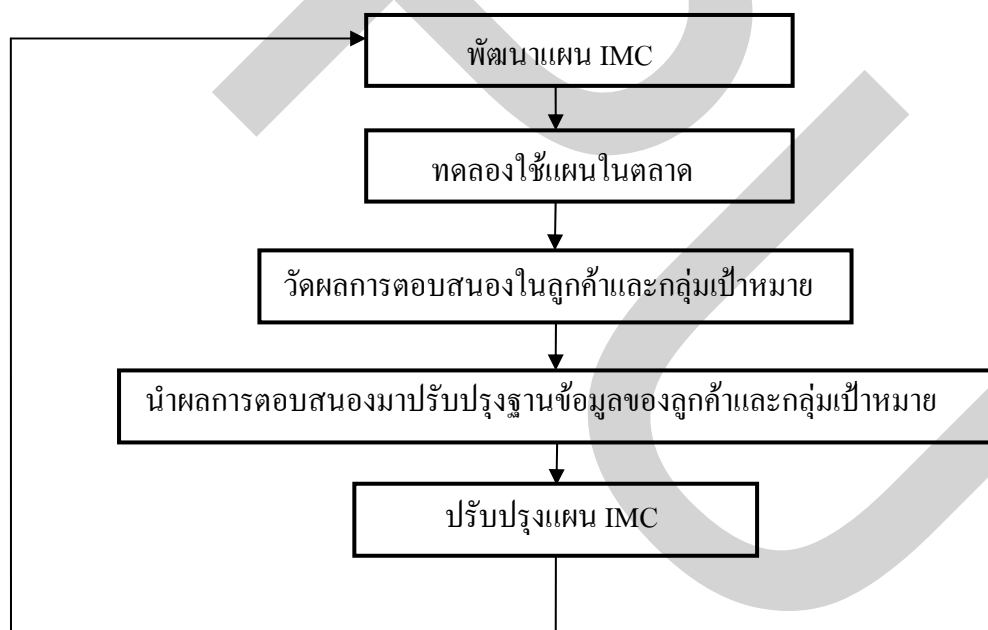 พัฒนาแผน IMC
ทดลองใช้แผนในตลาด
วัดผลการตอบสนองในลูกค้าและกลุ่มเป้าหมาย
นำผลการตอบสนองมาปรับปรุงฐานข้อมูลของลูกค้าและกลุ่มเป้าหมาย
ปรับปรุงแผน IMC